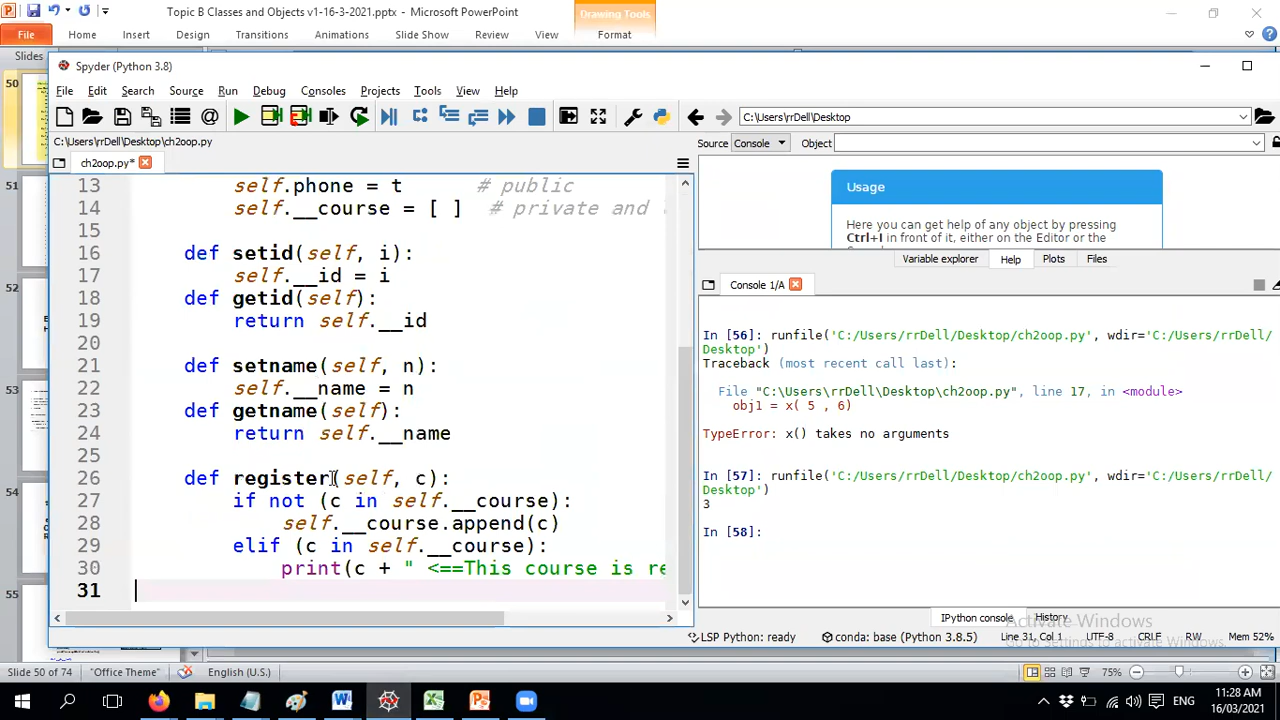 Topic B Classes and Objects v1-16-3-2021.pptx - Microsoft PowerPoint
Drawing Tools
File Home Insert Design Transitions Animations Slide Show Review View Format
Slides
50
51
52
53
54
55
Spyder (Python 3.8)
File Edit Search Source Run Debug Consoles Projects Tools View Help
C:\Users\rrDell\Desktop
C:\Users\rrDell\Desktop\ch2oop.py
ch2oop.py*
13 self.phone = t # public
14 self.__course = [ ] # private and
15
16 def setid(self, i):
17 self.__id = i
18 def getid(self):
19 return self.__id
20
21 def setname(self, n):
22 self.__name = n
23 def getname(self):
24 return self.__name
25
26 def register(self, c):
27 if not (c in self.__course):
28 self.__course.append(c)
29 elif (c in self.__course):
30 print(c + " <==This course is re
31
Source Console Object
Usage
Here you can get help of any object by pressing
Ctrl+I in front of it, either on the Editor or the
Variable explorer Help Plots Files
Console 1/A
In [56]: runfile('C:/Users/rrDell/Desktop/ch2oop.py', wdir='C:/Users/rrDell/
Desktop')
Traceback (most recent call last):
File "C:\Users\rrDell\Desktop\ch2oop.py", line 17, in <module>
obj1 = x( 5 , 6)
TypeError: x() takes no arguments
In [57]: runfile('C:/Users/rrDell/Desktop/ch2oop.py', wdir='C:/Users/rrDell/
Desktop')
3
In [58]:
IPython console History
Activate Windows
Go to Settings to activate Windows.
LSP Python: ready conda: base (Python 3.8.5) Line 31, Col 1 UTF-8 CRLF RW Mem 52%
Slide 50 of 74 "Office Theme" English (U.S.) 75%
ENG
11:28 AM
16/03/2021